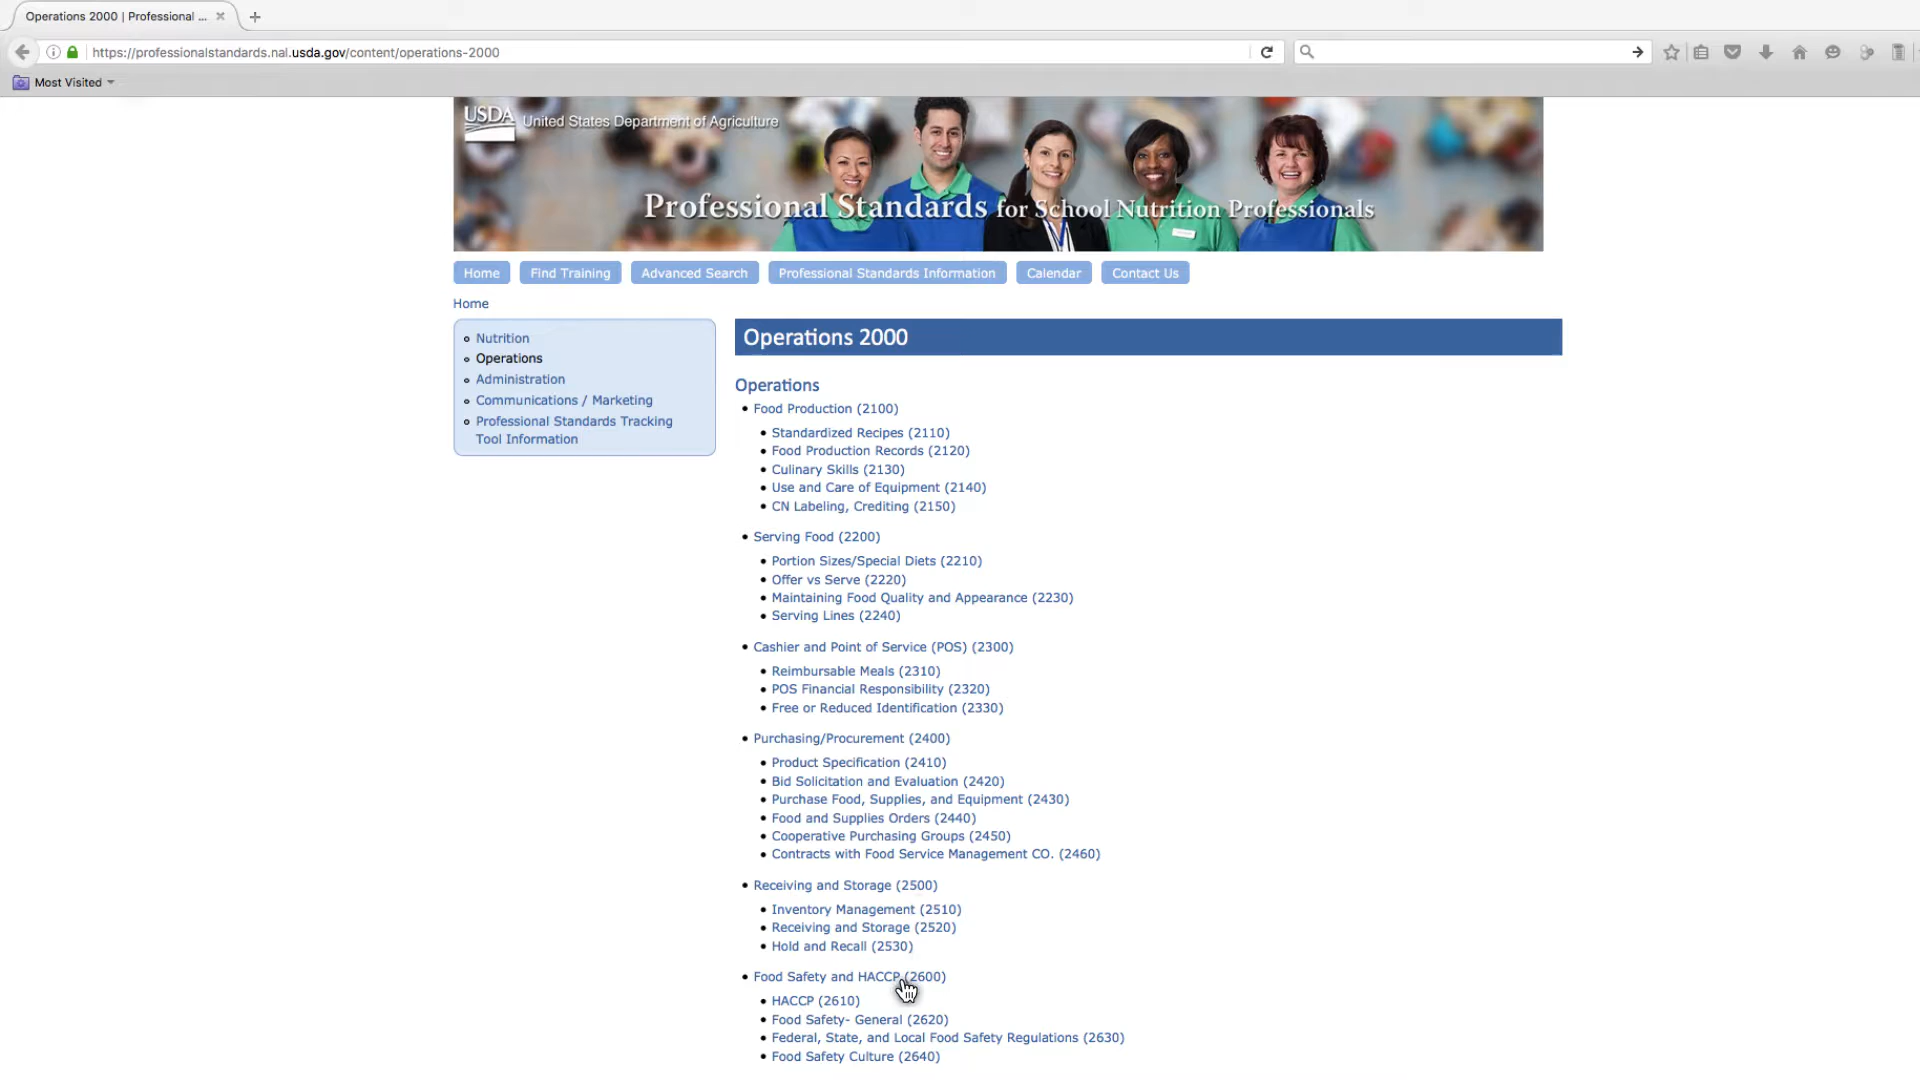 Operations 2000 | Professional ...
https://professionalstandards.nal.usda.gov/content/operations-2000
Most Visited
USDA United States Department of Agriculture
Professional Standards for School Nutrition Professionals
Home Find Training Advanced Search Professional Standards Information Calendar Contact Us
Home
Nutrition
Operations
Administration
Communications / Marketing
Professional Standards Tracking
Tool Information
Operations 2000
Operations
Food Production (2100)
Standardized Recipes (2110)
Food Production Records (2120)
Culinary Skills (2130)
Use and Care of Equipment (2140)
CN Labeling, Crediting (2150)
Serving Food (2200)
Portion Sizes/Special Diets (2210)
Offer vs Serve (2220)
Maintaining Food Quality and Appearance (2230)
Serving Lines (2240)
Cashier and Point of Service (POS) (2300)
Reimbursable Meals (2310)
POS Financial Responsibility (2320)
Free or Reduced Identification (2330)
Purchasing/Procurement (2400)
Product Specification (2410)
Bid Solicitation and Evaluation (2420)
Purchase Food, Supplies, and Equipment (2430)
Food and Supplies Orders (2440)
Cooperative Purchasing Groups (2450)
Contracts with Food Service Management CO. (2460)
Receiving and Storage (2500)
Inventory Management (2510)
Receiving and Storage (2520)
Hold and Recall (2530)
Food Safety and HACCP (2600)
HACCP (2610)
Food Safety- General (2620)
Federal, State, and Local Food Safety Regulations (2630)
Food Safety Culture (2640)